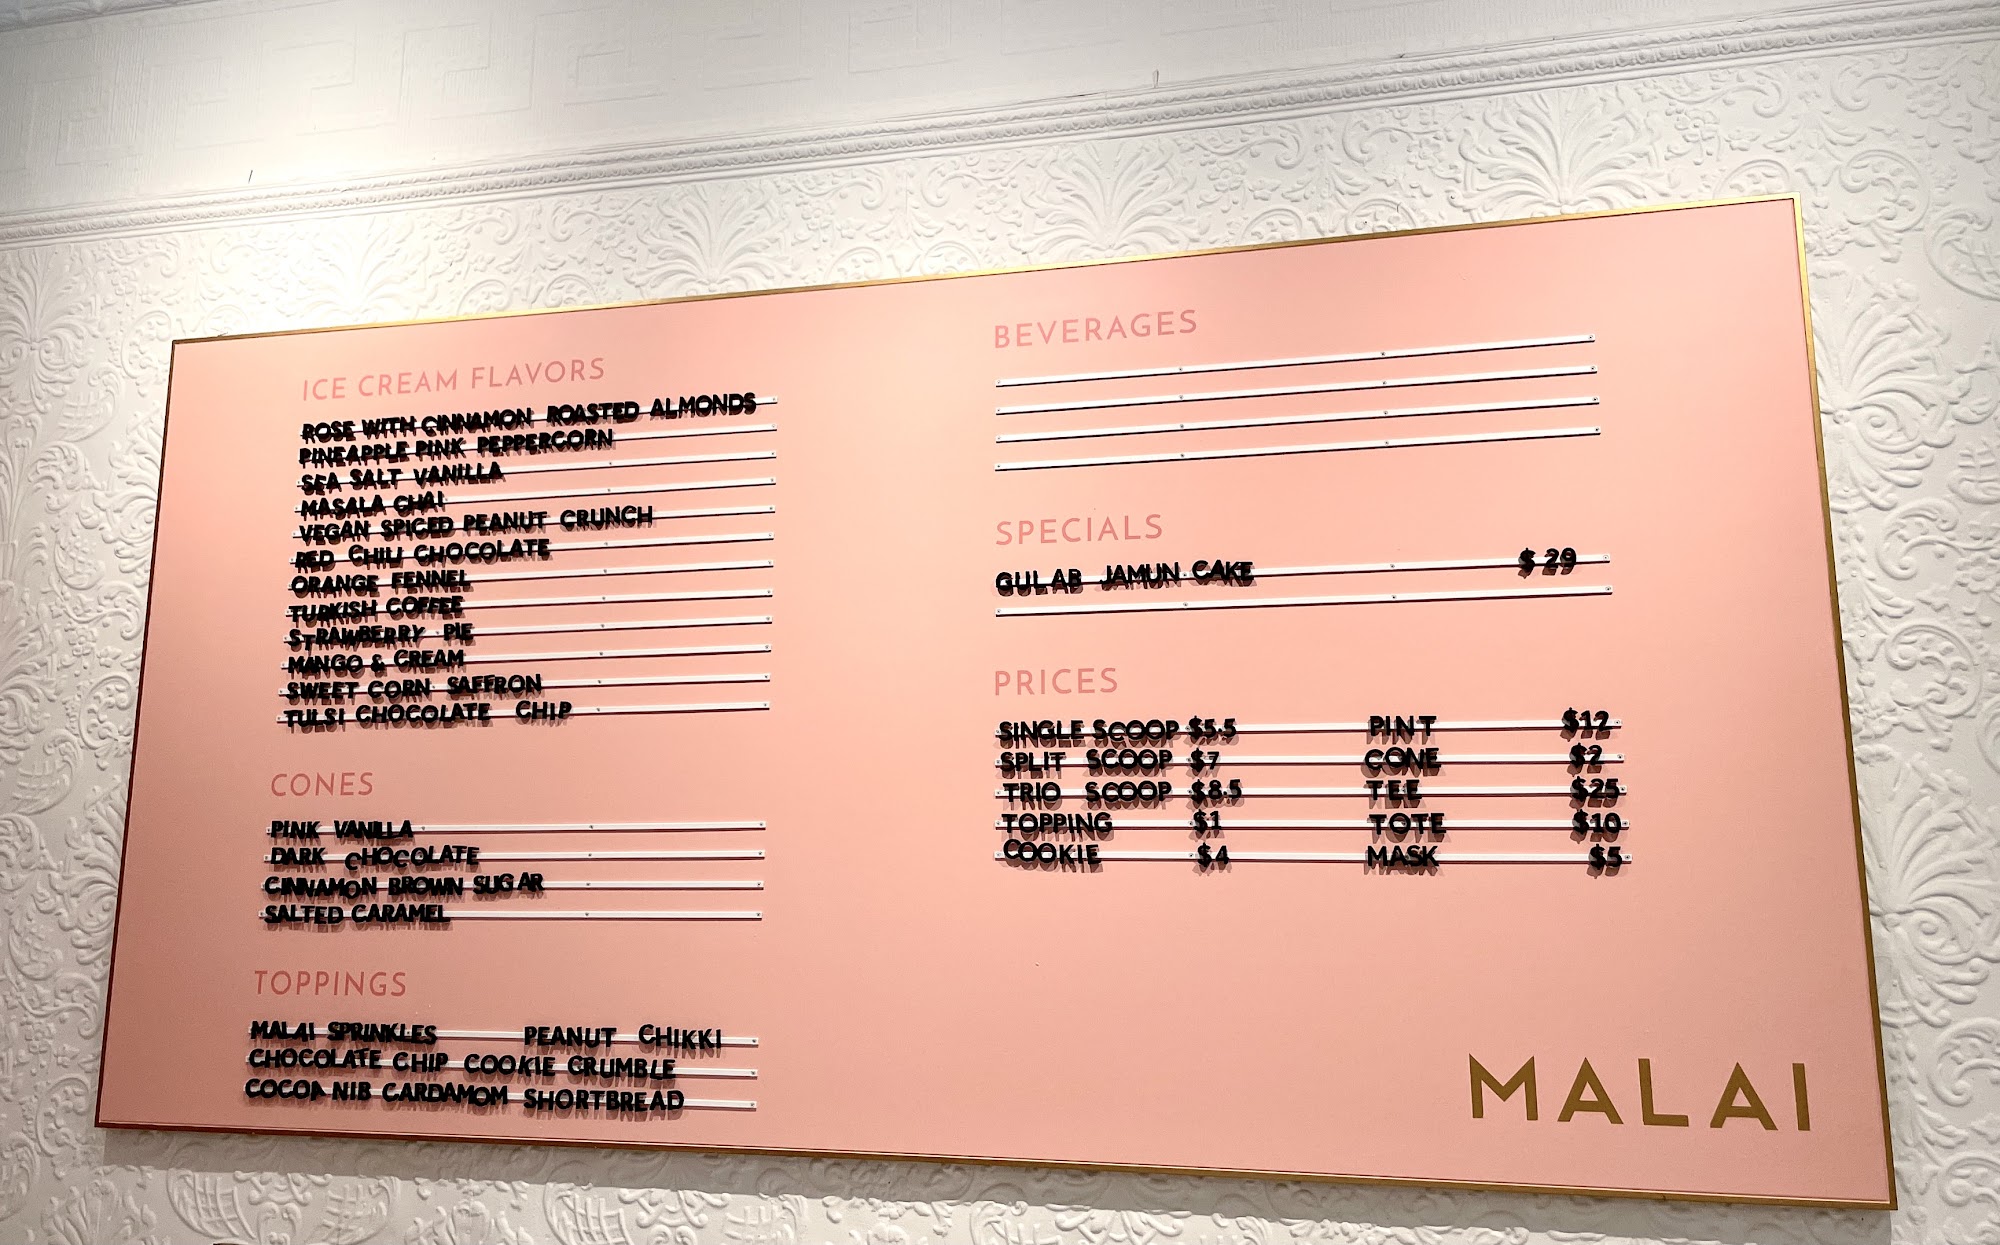 ICE CREAM FLAVORS
ROSE WITH CINNAMON ROASTED ALMONDS
PINEAPPLE PINK PEPPERCORN
SEA SALT VANILLA
MASALA CHAI
VEGAN SPICED PEANUT CRUNCH
RED CHILI CHOCOLATE
ORANGE FENNEL
TURKISH COFFEE
STRAWBERRY PIE
MANGO & CREAM
SWEET CORN SAFFRON
TULSI CHOCOLATE CHIP
CONES
PINK VANILLA
DARK CHOCOLATE
CINNAMON BROWN SUGAR
SALTED CARAMEL
TOPPINGS
MALAI SPRINKLES PEANUT CHIKKI
CHOCOLATE CHIP COOKIE CRUMBLE
COCOA NIB CARDAMOM SHORTBREAD
BEVERAGES
SPECIALS
GULAB JAMUN CAKE $29
PRICES
SINGLE SCOOP $5.5 PINT $12
SPLIT SCOOP $7 CONE $2
TRIO SCOOP $8.5 TEE $25
TOPPING $1 TOTE $10
COOKIE $4 MASK $5
MALAI